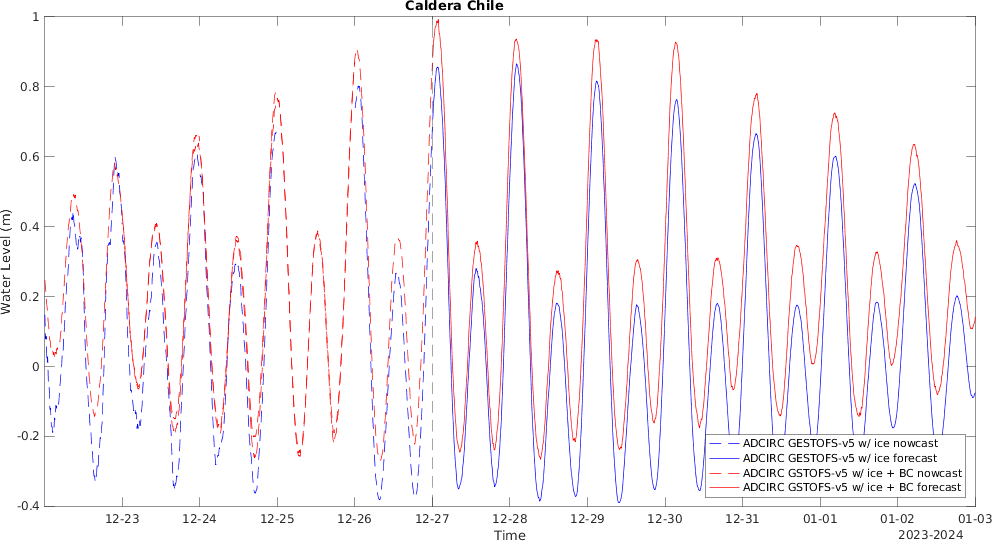 Caldera Chile
1
0.8
0.6
0.4
0.2
0
-0.2
-0.4
Water Level (m)
ADCIRC GESTOFS-v5 w/ ice nowcast
ADCIRC GESTOFS-v5 w/ ice forecast
ADCIRC GSTOFS-v5 w/ ice + BC nowcast
ADCIRC GSTOFS-v5 w/ ice + BC forecast
12-23 12-24 12-25 12-26 12-27 12-28 12-29 12-30 12-31 01-01 01-02 01-03
Time
2023-2024